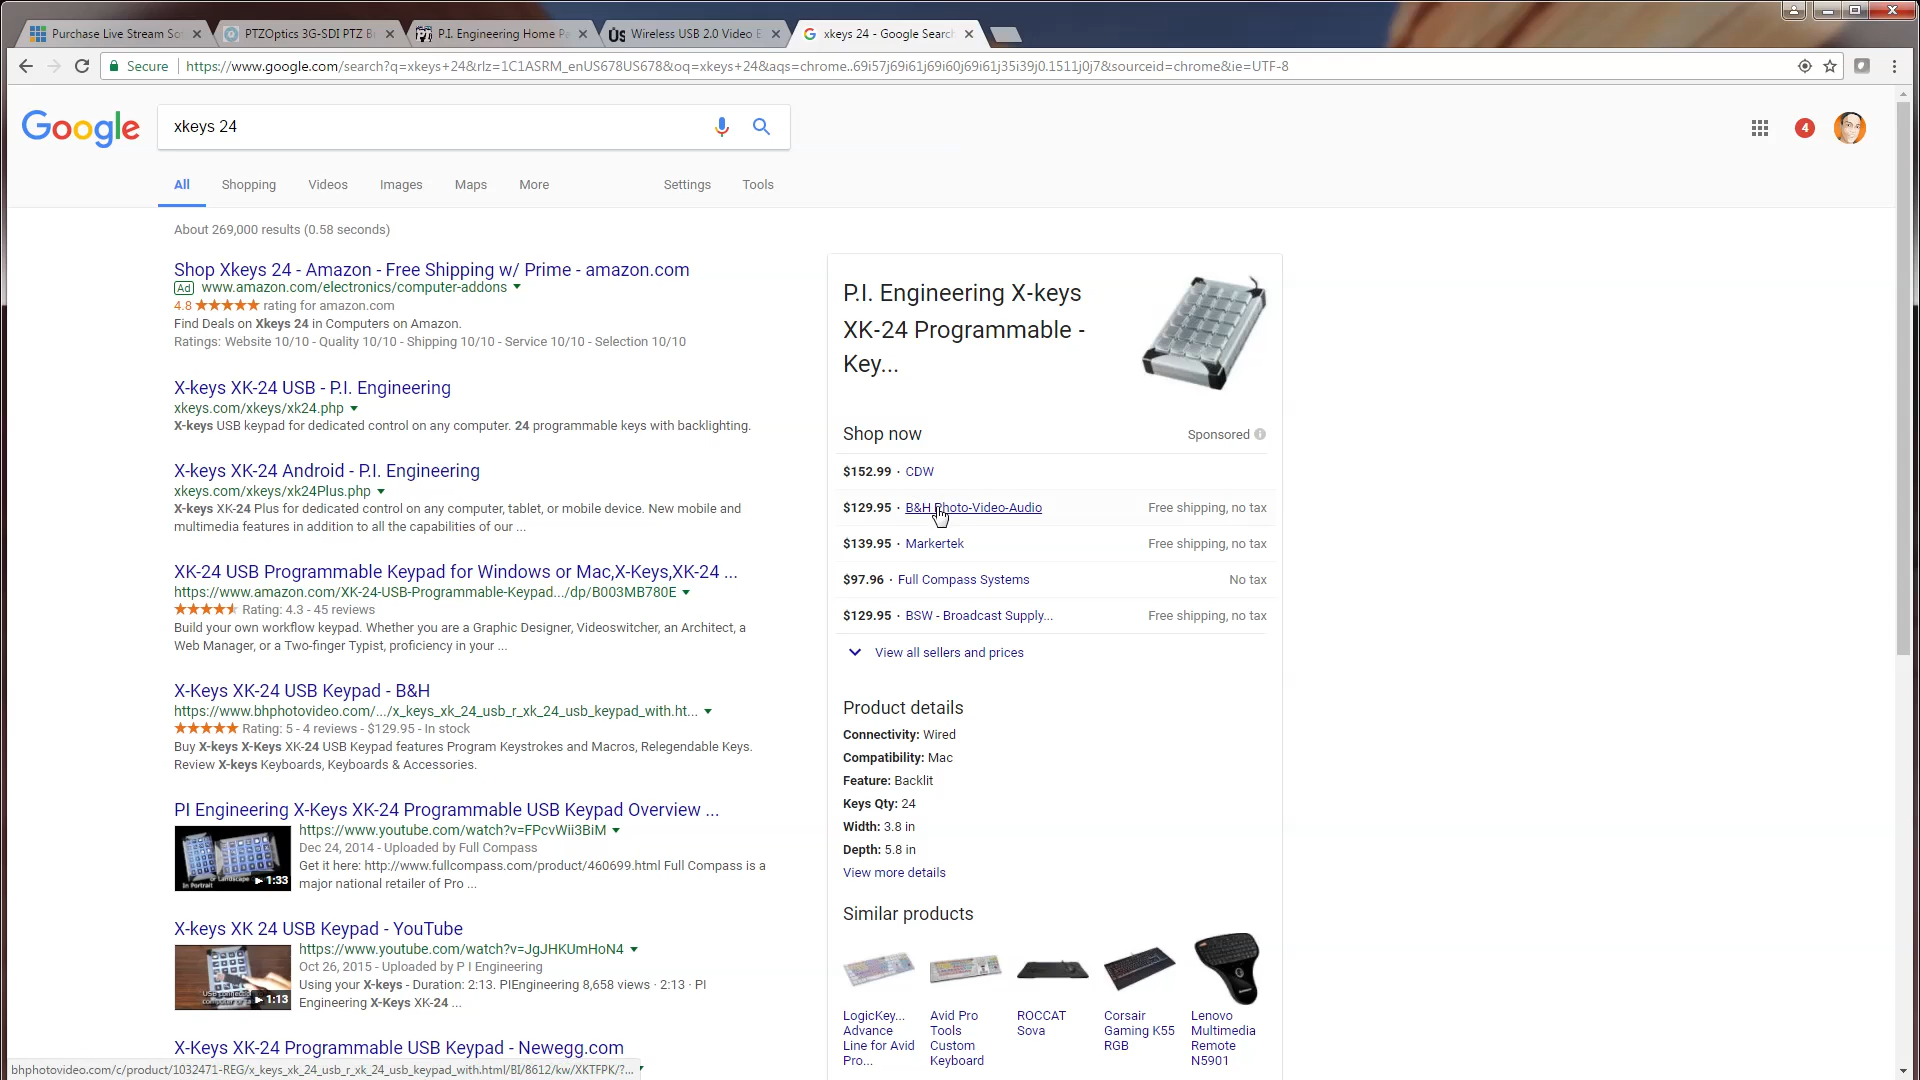 Purchase Live Stream So
PTZOptics 3G-SDI PTZ B
P.I. Engineering Home Pa
Wireless USB 2.0 Video E
xkeys 24 - Google Search
Secure
https://www.google.com/search?q=xkeys+24&rlz=1C1ASRM_enUS678US678&oq=xkeys+24&aqs=chrome..69i57j69i61j69i60j69i61j35i39j0.1511j0j7&sourceid=chrome&ie=UTF-8
Google
xkeys 24
4
All
Shopping
Videos
Images
Maps
More
Settings
Tools
About 269,000 results (0.58 seconds)
Shop Xkeys 24 - Amazon - Free Shipping w/ Prime - amazon.com
Ad www.amazon.com/electronics/computer-addons
4.8 ★★★★★ rating for amazon.com
Find Deals on Xkeys 24 in Computers on Amazon.
Ratings: Website 10/10 - Quality 10/10 - Shipping 10/10 - Service 10/10 - Selection 10/10
X-keys XK-24 USB - P.I. Engineering
xkeys.com/xkeys/xk24.php
X-keys USB keypad for dedicated control on any computer. 24 programmable keys with backlighting.
X-keys XK-24 Android - P.I. Engineering
xkeys.com/xkeys/xk24Plus.php
X-keys XK-24 Plus for dedicated control on any computer, tablet, or mobile device. New mobile and
multimedia features in addition to all the capabilities of our ...
XK-24 USB Programmable Keypad for Windows or Mac,X-Keys,XK-24 ...
https://www.amazon.com/XK-24-USB-Programmable-Keypad.../dp/B003MB780E
Rating: 4.3 - 45 reviews
Build your own workflow keypad. Whether you are a Graphic Designer, Videoswitcher, an Architect, a
Web Manager, or a Two-finger Typist, proficiency in your ...
X-Keys XK-24 USB Keypad - B&H
https://www.bhphotovideo.com/.../x_keys_xk_24_usb_r_xk_24_usb_keypad_with.ht...
Rating: 5 - 4 reviews - $129.95 - In stock
Buy X-keys X-Keys XK-24 USB Keypad features Program Keystrokes and Macros, Relegendable Keys.
Review X-keys Keyboards, Keyboards & Accessories.
PI Engineering X-Keys XK-24 Programmable USB Keypad Overview ...
https://www.youtube.com/watch?v=FPcvWii3BiM
Dec 24, 2014 - Uploaded by Full Compass
Get it here: http://www.fullcompass.com/product/460699.html Full Compass is a
major national retailer of Pro ...
In Portrait or Landscape
1:33
X-keys XK 24 USB Keypad - YouTube
https://www.youtube.com/watch?v=JgJHKUmHoN4
Oct 26, 2015 - Uploaded by P I Engineering
Using your X-keys - Duration: 2:13. PIEngineering 8,658 views · 2:13 · PI
Engineering X-Keys XK-24 ...
1:13
X-Keys XK-24 Programmable USB Keypad - Newegg.com
bhphotovideo.com/c/product/1032471-REG/x_keys_xk_24_usb_r_xk_24_usb_keypad_with.html/BI/8612/kw/XKTFPK/?...
P.I. Engineering X-keys
XK-24 Programmable -
Key...
Shop now
Sponsored
$152.99 · CDW
$129.95 · B&H Photo-Video-Audio Free shipping, no tax
$139.95 · Markertek Free shipping, no tax
$97.96 · Full Compass Systems No tax
$129.95 · BSW - Broadcast Supply... Free shipping, no tax
View all sellers and prices
Product details
Connectivity: Wired
Compatibility: Mac
Feature: Backlit
Keys Qty: 24
Width: 3.8 in
Depth: 5.8 in
View more details
Similar products
LogicKey...
Advance
Line for Avid
Pro...
Avid Pro
Tools
Custom
Keyboard
ROCCAT
Sova
Corsair
Gaming K55
RGB
Lenovo
Multimedia
Remote
N5901